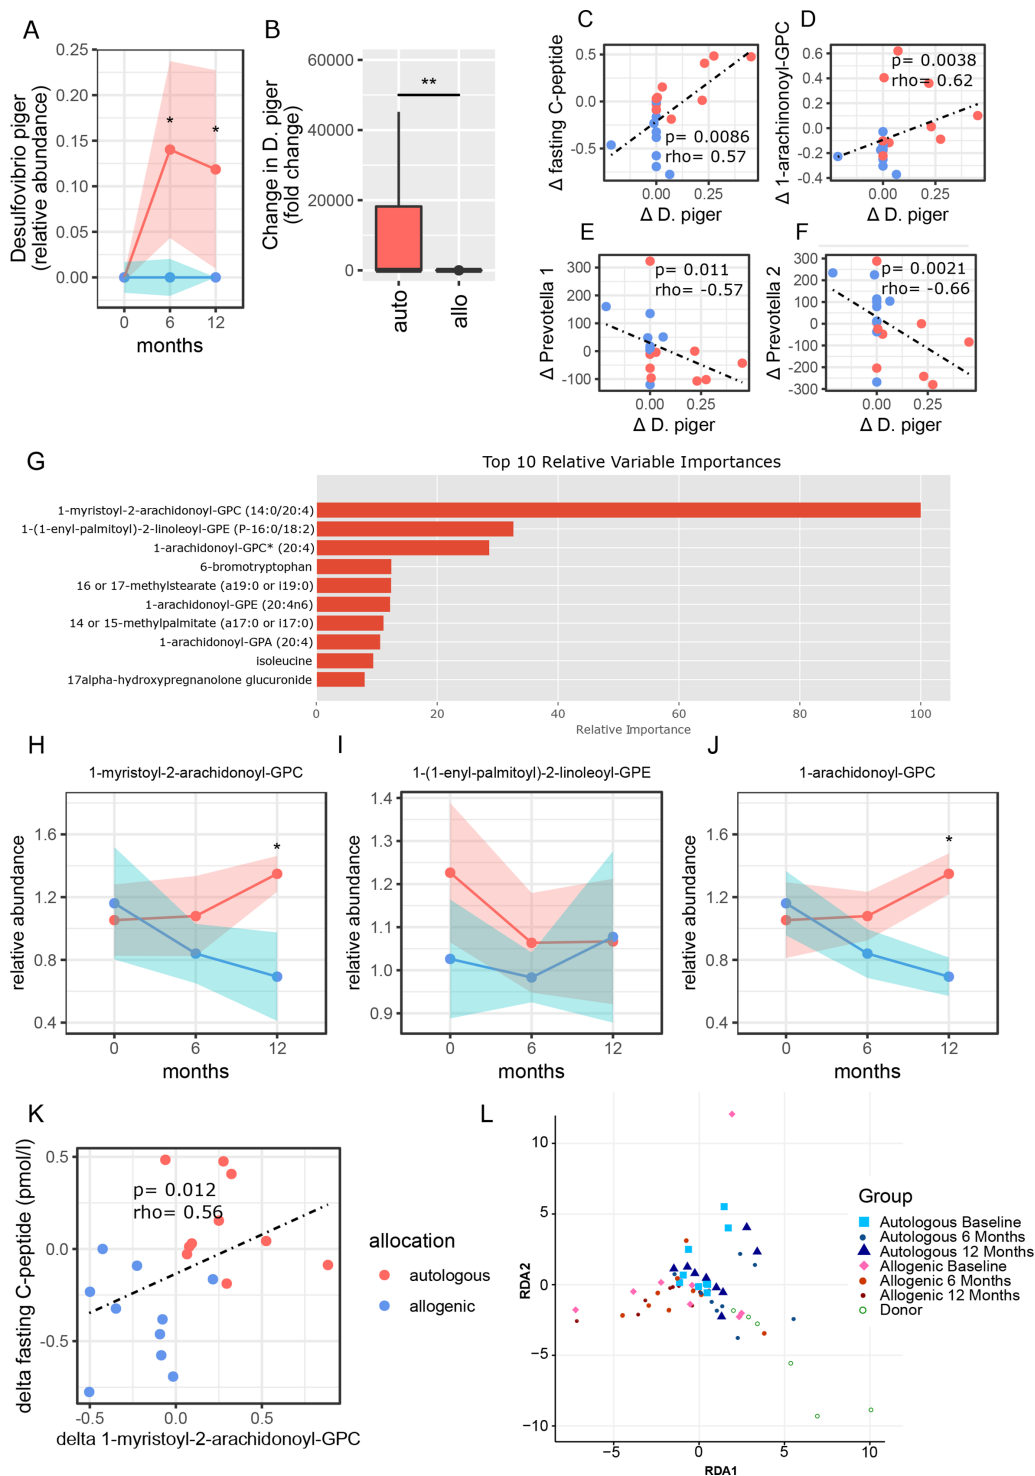 A
B
C
D
0.25
0.20
0.15
0.10
0.05
0.00
*
*
0
6
12
months
Desulfovibrio piger
(relative abundance)
60000
40000
20000
0
**
auto
allo
Change in D. piger
(fold change)
0.5
0.0
-0.5
p= 0.0086
rho= 0.57
0.00
0.25
Δ D. piger
Δ fasting C-peptide
0.6
0.4
0.2
0.0
-0.2
-0.4
p= 0.0038
rho= 0.62
0.00
0.25
Δ D. piger
Δ 1-arachinonoyl-GPC
E
F
300
200
100
0
-100
p= 0.011
rho= -0.57
0.00
0.25
Δ D. piger
Δ Prevotella 1
300
200
100
0
-100
-200
-300
p= 0.0021
rho= -0.66
0.00
0.25
Δ D. piger
Δ Prevotella 2
G
Top 10 Relative Variable Importances
1-myristoyl-2-arachidonoyl-GPC (14:0/20:4)
1-(1-enyl-palmitoyl)-2-linoleoyl-GPE (P-16:0/18:2)
1-arachidonoyl-GPC* (20:4)
6-bromotryptophan
16 or 17-methylstearate (a19:0 or i19:0)
1-arachidonoyl-GPE (20:4n6)
14 or 15-methylpalmitate (a17:0 or i17:0)
1-arachidonoyl-GPA (20:4)
isoleucine
17alpha-hydroxypregnanolone glucuronide
0
20
40
60
80
100
Relative Importance
H
I
J
1-myristoyl-2-arachidonoyl-GPC
1.6
1.2
0.8
0.4
*
0
6
12
months
relative abundance
1-(1-enyl-palmitoyl)-2-linoleoyl-GPE
1.4
1.3
1.2
1.1
1.0
0.9
0
6
12
months
relative abundance
1-arachidonoyl-GPC
1.6
1.2
0.8
0.4
*
0
6
12
months
relative abundance
K
L
0.5
0.0
-0.5
p= 0.012
rho= 0.56
-0.5
0.0
0.5
delta 1-myristoyl-2-arachidonoyl-GPC
delta fasting C-peptide (pmol/l)
allocation
autologous
allogenic
10
5
0
−5
−10
−5
0
5
10
RDA1
RDA2
Group
Autologous Baseline
Autologous 6 Months
Autologous 12 Months
Allogenic Baseline
Allogenic 6 Months
Allogenic 12 Months
Donor